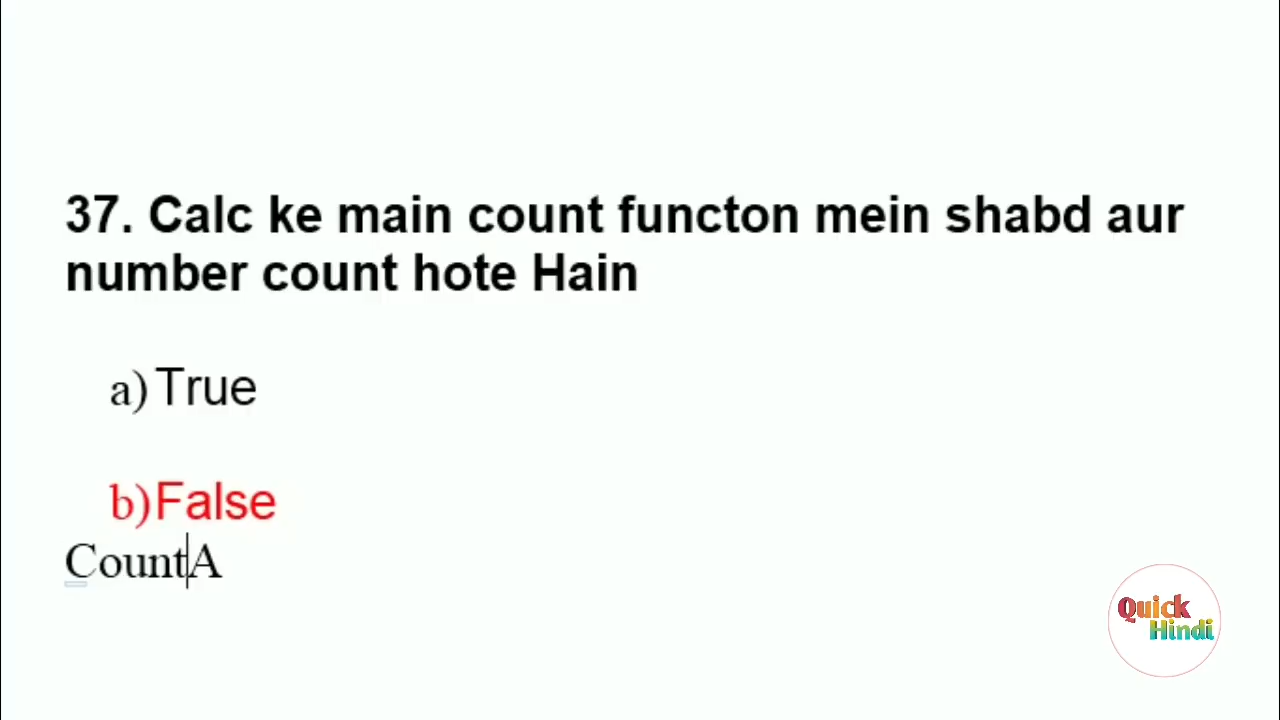 37. Calc ke main count functon mein shabd aur
number count hote Hain
a) True
b) False
CountA
Quick
Hindi